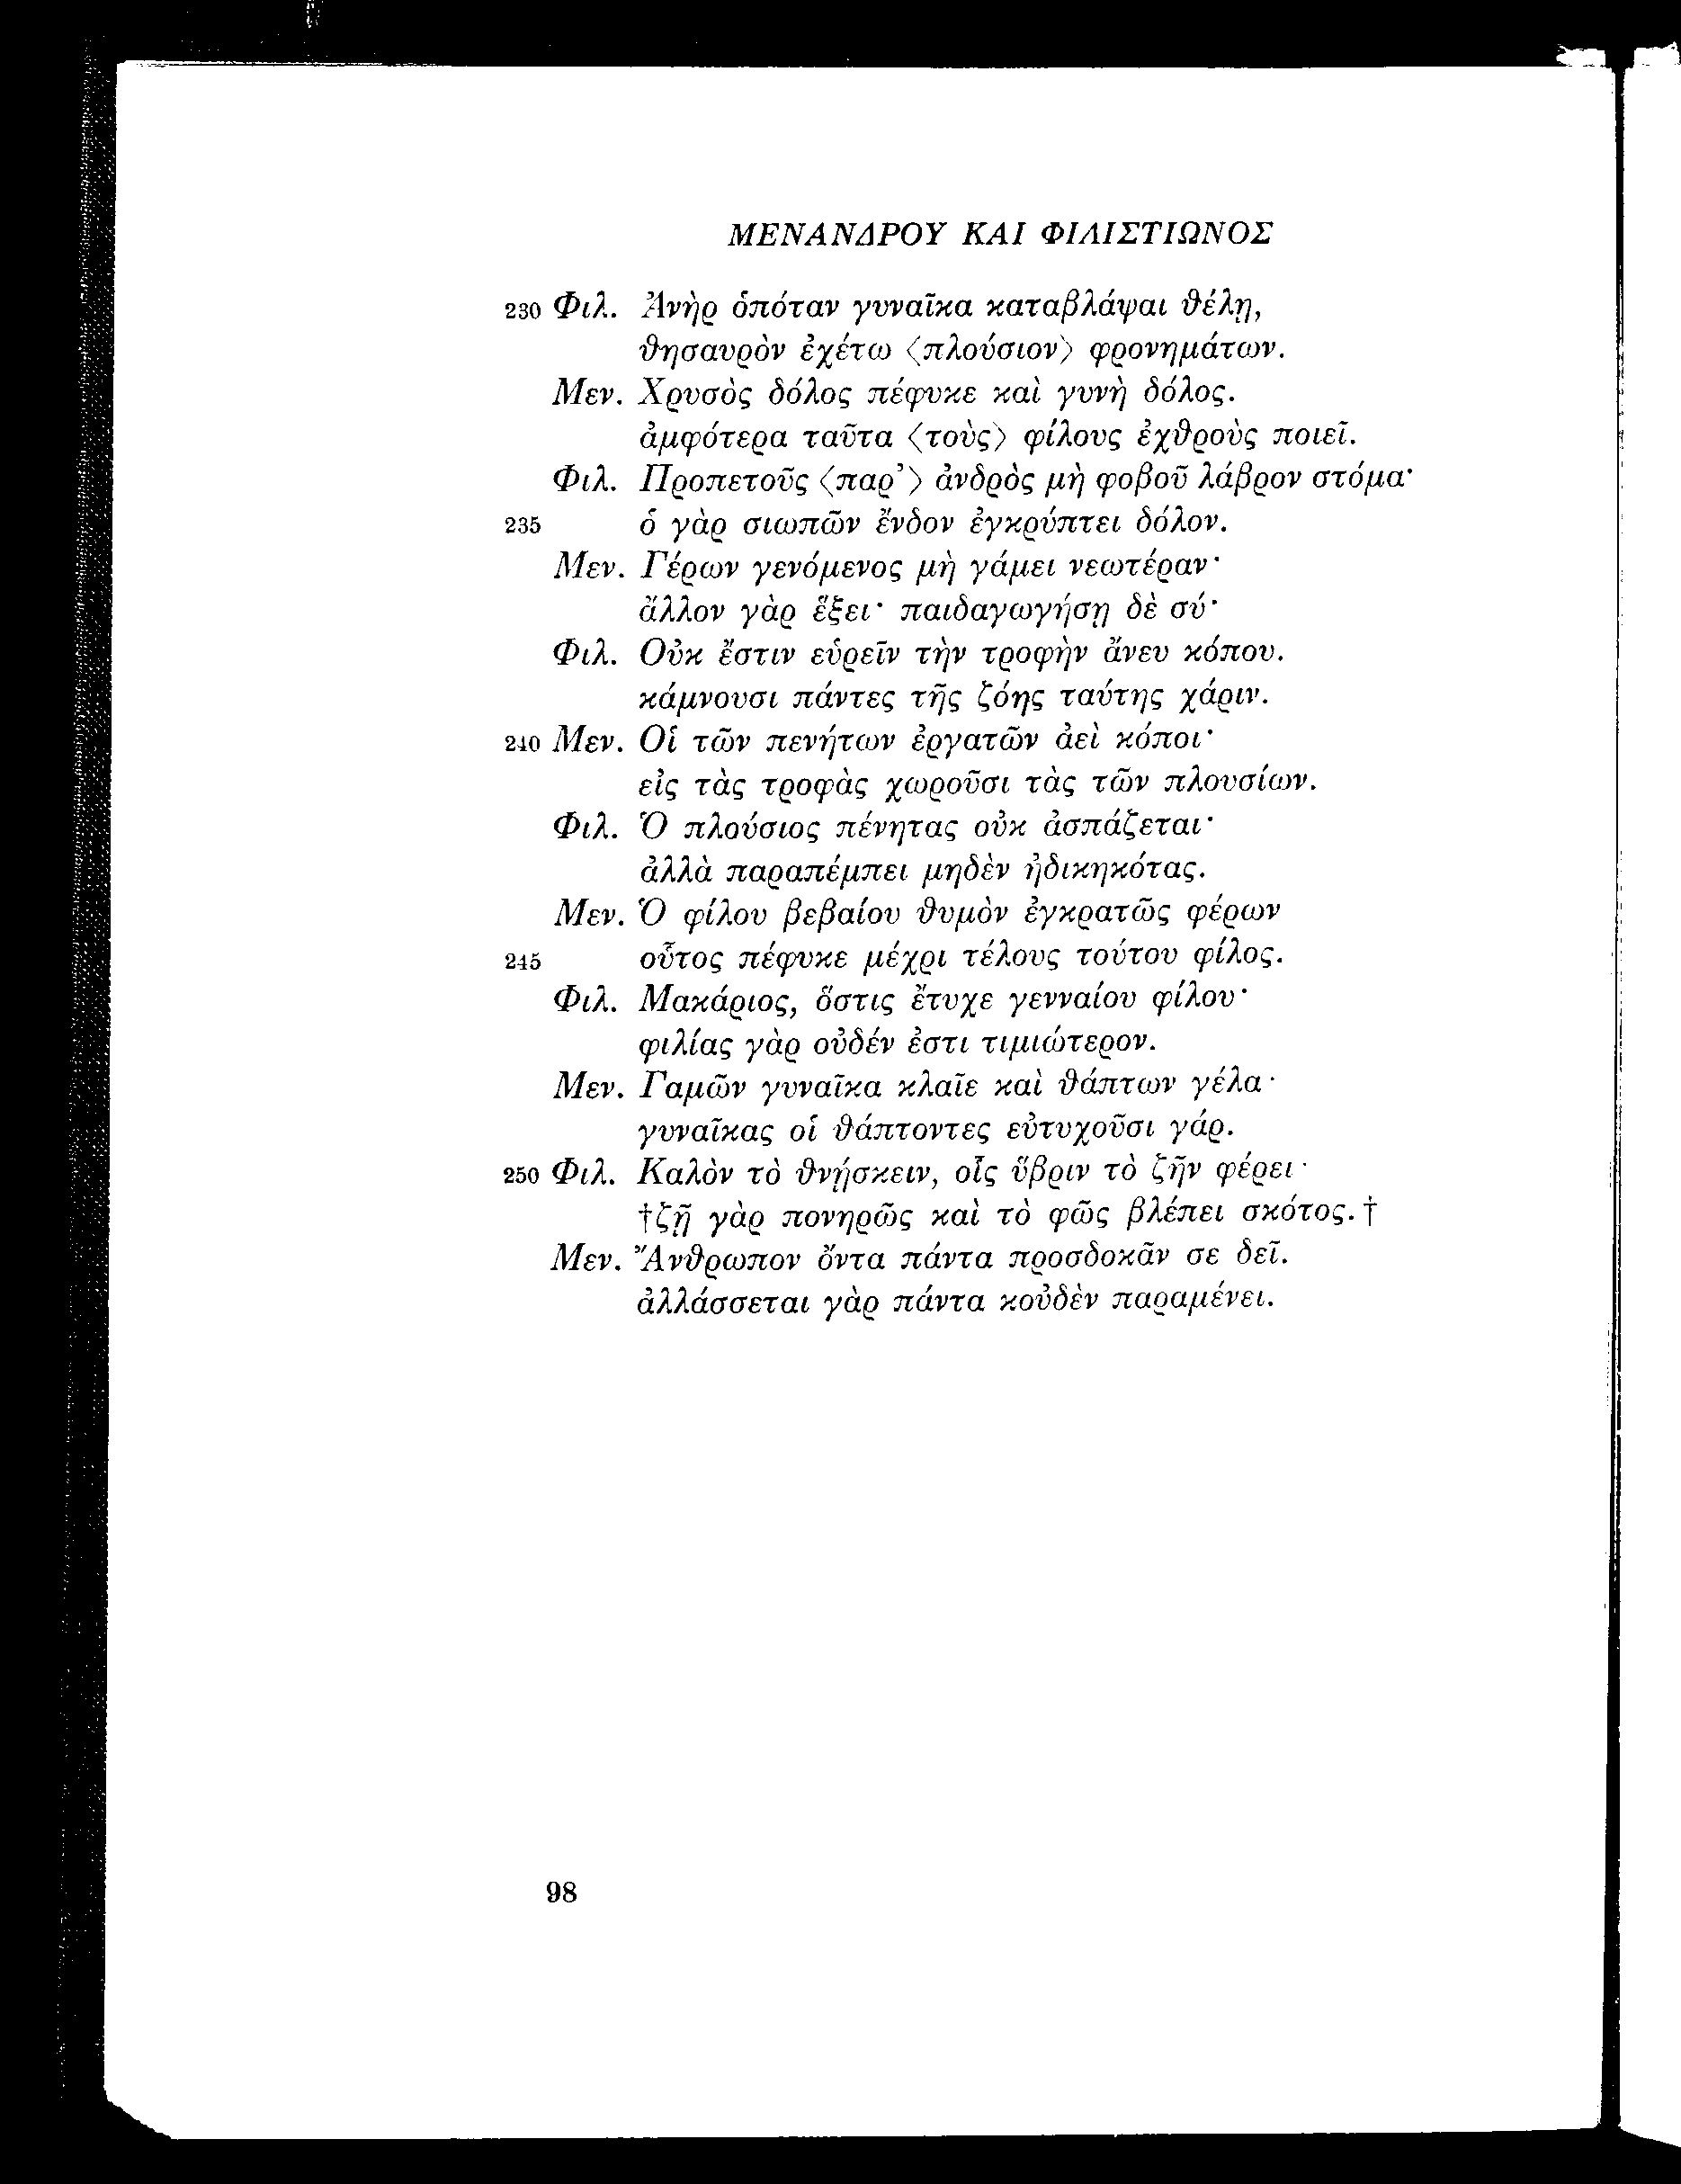 ΜΕΝΑΝΔΡΟΥ ΚΑΙ ΦΙΛΙΣΤΙΩΝΟΣ
230 Φιλ. Ἀνὴρ ὁπόταν γυναῖκα καταβλάψαι θέλῃ,
θησαυρὸν ἐχέτω ⟨πλούσιον⟩ φρονημάτων.
Μεν. Χρυσὸς δόλος πέφυκε καὶ γυνὴ δόλος.
ἀμφότερα ταῦτα ⟨τοὺς⟩ φίλους ἐχθροὺς ποιεῖ.
Φιλ. Προπετοῦς ⟨παρ’⟩ ἀνδρὸς μὴ φοβοῦ λάβρον στόμα·
235 ὁ γὰρ σιωπῶν ἔνδον ἐγκρύπτει δόλον.
Μεν. Γέρων γενόμενος μὴ γάμει νεωτέραν·
ἄλλον γὰρ ἕξει· παιδαγωγήσῃ δὲ σύ·
Φιλ. Οὐκ ἔστιν εὑρεῖν τὴν τροφὴν ἄνευ κόπου.
κάμνουσι πάντες τῆς ζόης ταύτης χάριν.
240 Μεν. Οἱ τῶν πενήτων ἐργατῶν ἀεὶ κόποι·
εἰς τὰς τροφὰς χωροῦσι τὰς τῶν πλουσίων.
Φιλ. Ὁ πλούσιος πένητας οὐκ ἀσπάζεται·
ἀλλὰ παραπέμπει μηδὲν ἠδικηκότας.
Μεν. Ὁ φίλου βεβαίου θυμὸν ἐγκρατῶς φέρων
245 οὗτος πέφυκε μέχρι τέλους τούτου φίλος.
Φιλ. Μακάριος, ὅστις ἔτυχε γενναίου φίλου·
φιλίας γὰρ οὐδέν ἐστι τιμιώτερον.
Μεν. Γαμῶν γυναῖκα κλαῖε καὶ θάπτων γέλα·
γυναῖκας οἱ θάπτοντες εὐτυχοῦσι γάρ.
250 Φιλ. Καλὸν τὸ θνῄσκειν, οἷς ὕβριν τὸ ζῆν φέρει·
†ζῇ γὰρ πονηρῶς καὶ τὸ φῶς βλέπει σκότος.†
Μεν. Ἄνθρωπον ὄντα πάντα προσδοκᾶν σε δεῖ.
ἀλλάσσεται γὰρ πάντα κοὐδὲν παραμένει.
98